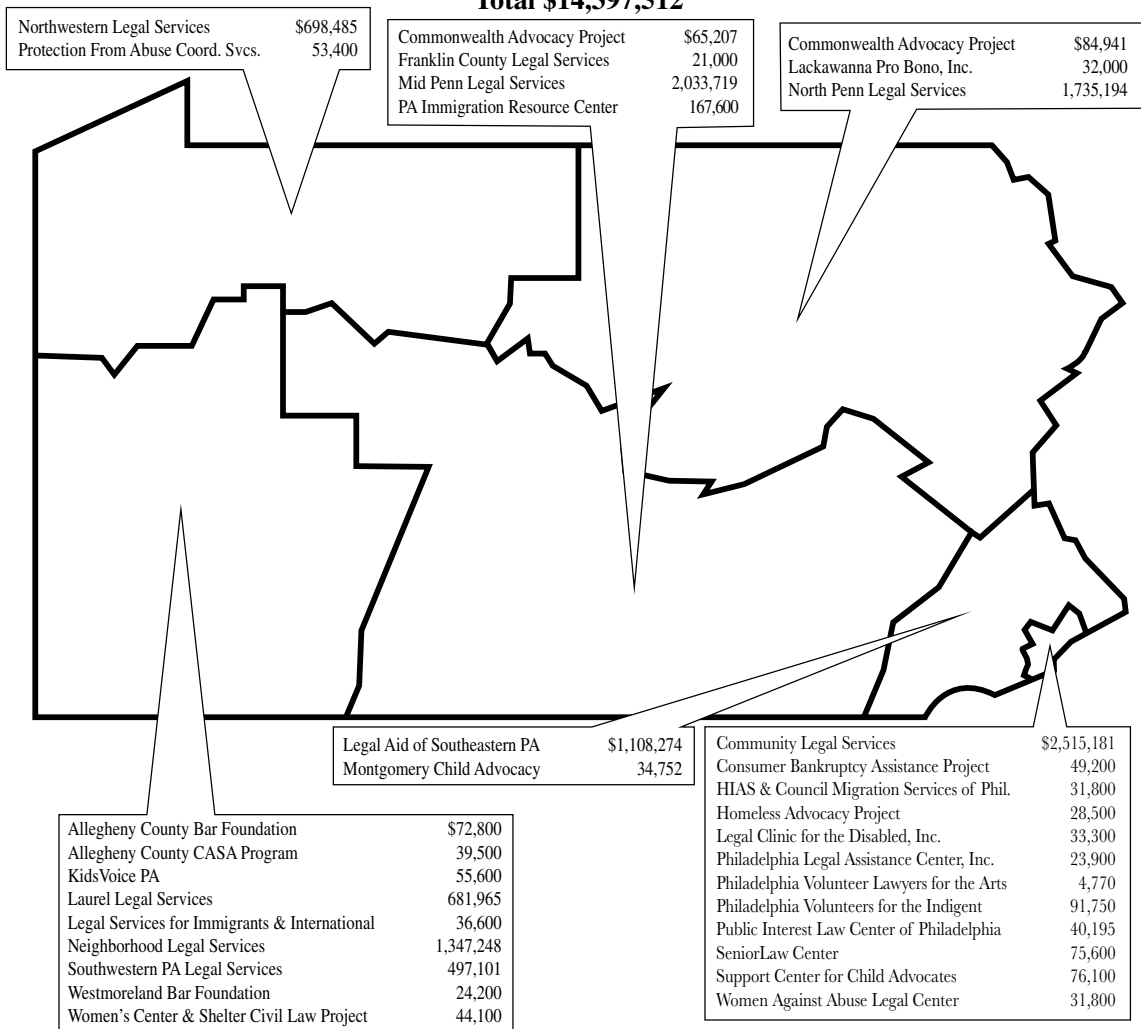 Total $14,597,512
Northwestern Legal Services $698,485
Protection From Abuse Coord. Svcs. 53,400
Commonwealth Advocacy Project $65,207
Franklin County Legal Services 21,000
Mid Penn Legal Services 2,033,719
PA Immigration Resource Center 167,600
Commonwealth Advocacy Project $84,941
Lackawanna Pro Bono, Inc. 32,000
North Penn Legal Services 1,735,194
Legal Aid of Southeastern PA $1,108,274
Montgomery Child Advocacy 34,752
Allegheny County Bar Foundation $72,800
Allegheny County CASA Program 39,500
KidsVoice PA 55,600
Laurel Legal Services 681,965
Legal Services for Immigrants & International 36,600
Neighborhood Legal Services 1,347,248
Southwestern PA Legal Services 497,101
Westmoreland Bar Foundation 24,200
Women's Center & Shelter Civil Law Project 44,100
Community Legal Services $2,515,181
Consumer Bankruptcy Assistance Project 49,200
HIAS & Council Migration Services of Phil. 31,800
Homeless Advocacy Project 28,500
Legal Clinic for the Disabled, Inc. 33,300
Philadelphia Legal Assistance Center, Inc. 23,900
Philadelphia Volunteer Lawyers for the Arts 4,770
Philadelphia Volunteers for the Indigent 91,750
Public Interest Law Center of Philadelphia 40,195
SeniorLaw Center 75,600
Support Center for Child Advocates 76,100
Women Against Abuse Legal Center 31,800